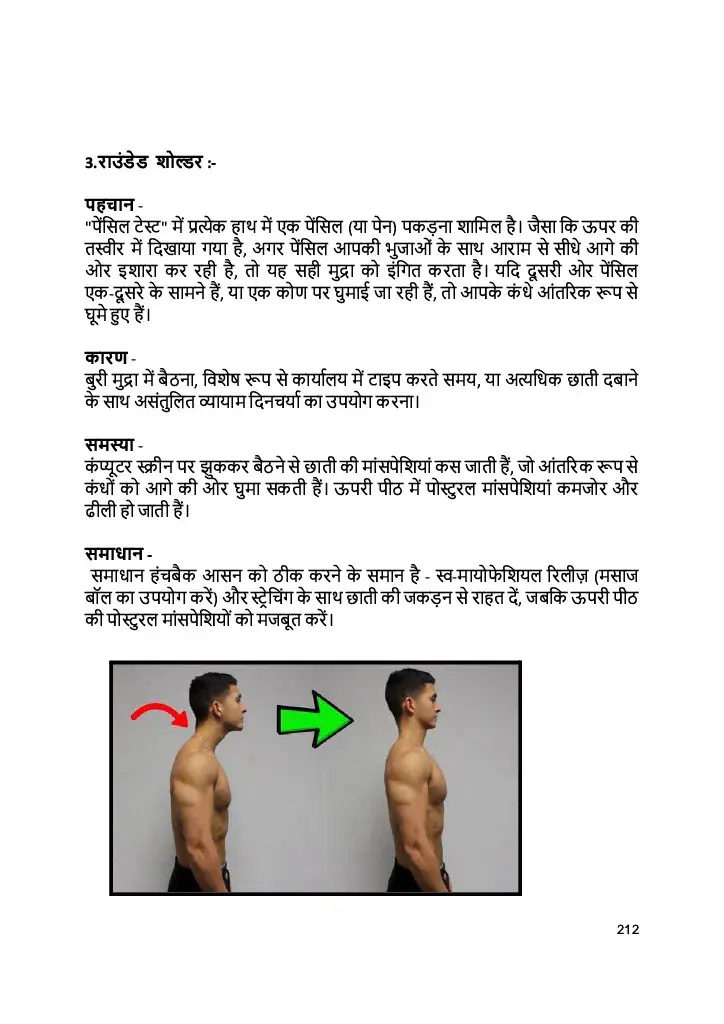 3.राउंडेड शोल्डर :-
पहचान -
"पेंसिल टेस्ट" में प्रत्येक हाथ में एक पेंसिल (या पेन) पकड़ना शामिल है। जैसा कि ऊपर की
तस्वीर में दिखाया गया है, अगर पेंसिल आपकी भुजाओं के साथ आराम से सीधे आगे की
ओर इशारा कर रही है, तो यह सही मुद्रा को इंगित करता है। यदि दूसरी ओर पेंसिल
एक-दूसरे के सामने हैं, या एक कोण पर घुमाई जा रही हैं, तो आपके कंधे आंतरिक रूप से
घूमे हुए हैं।
कारण -
बुरी मुद्रा में बैठना, विशेष रूप से कार्यालय में टाइप करते समय, या अत्यधिक छाती दबाने
के साथ असंतुलित व्यायाम दिनचर्या का उपयोग करना।
समस्या -
कंप्यूटर स्क्रीन पर झुककर बैठने से छाती की मांसपेशियां कस जाती हैं, जो आंतरिक रूप से
कंधों को आगे की ओर घुमा सकती हैं। ऊपरी पीठ में पोस्टुरल मांसपेशियां कमजोर और
ढीली हो जाती हैं।
समाधान -
समाधान हंचबैक आसन को ठीक करने के समान है - स्व-मायोफेशियल रिलीज़ (मसाज
बॉल का उपयोग करें) और स्ट्रेचिंग के साथ छाती की जकड़न से राहत दें, जबकि ऊपरी पीठ
की पोस्टुरल मांसपेशियों को मजबूत करें।
212